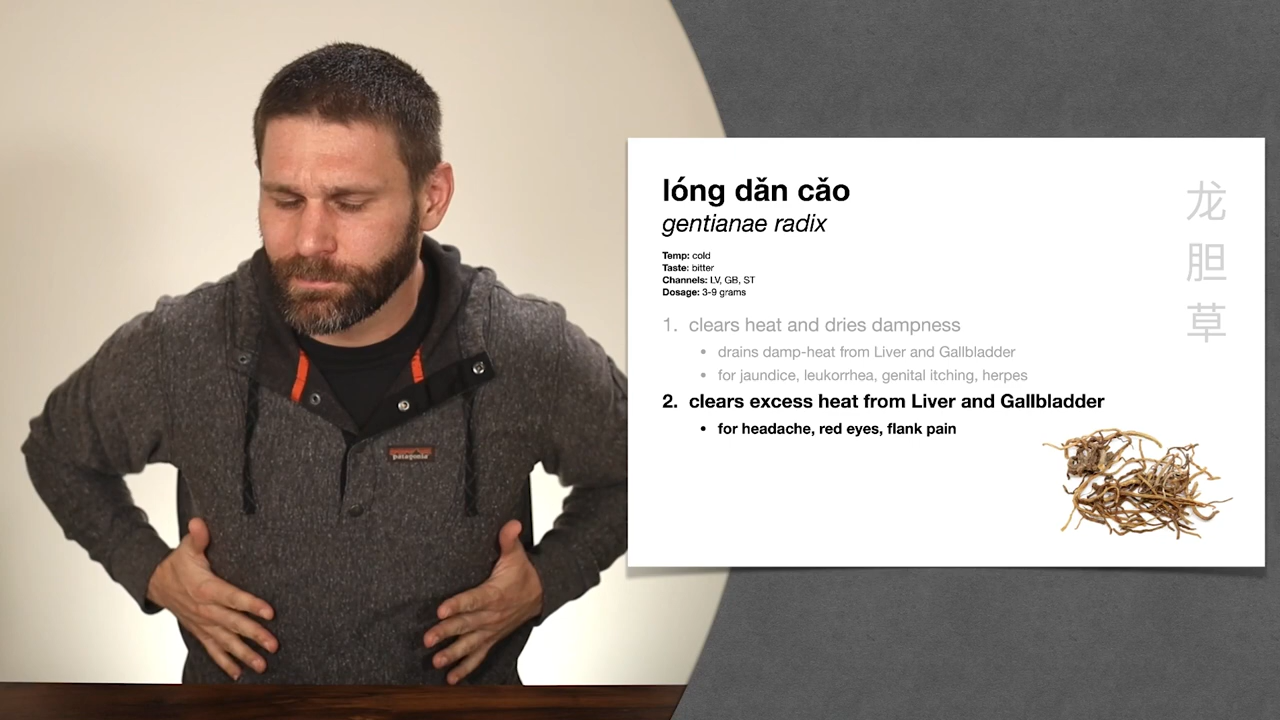 lóng dǎn cǎo
gentianae radix
Temp: cold
Taste: bitter
Channels: LV, GB, ST
Dosage: 3-9 grams
1. clears heat and dries dampness
• drains damp-heat from Liver and Gallbladder
• for jaundice, leukorrhea, genital itching, herpes
2. clears excess heat from Liver and Gallbladder
• for headache, red eyes, flank pain
龙
胆
草
patagonia